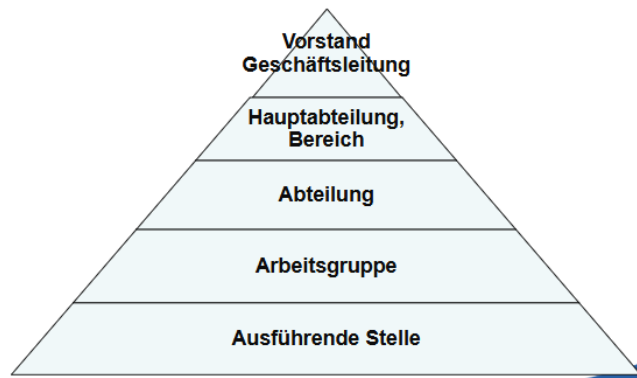 Vorstand
Geschäftsleitung
Hauptabteilung,
Bereich
Abteilung
Arbeitsgruppe
Ausführende Stelle